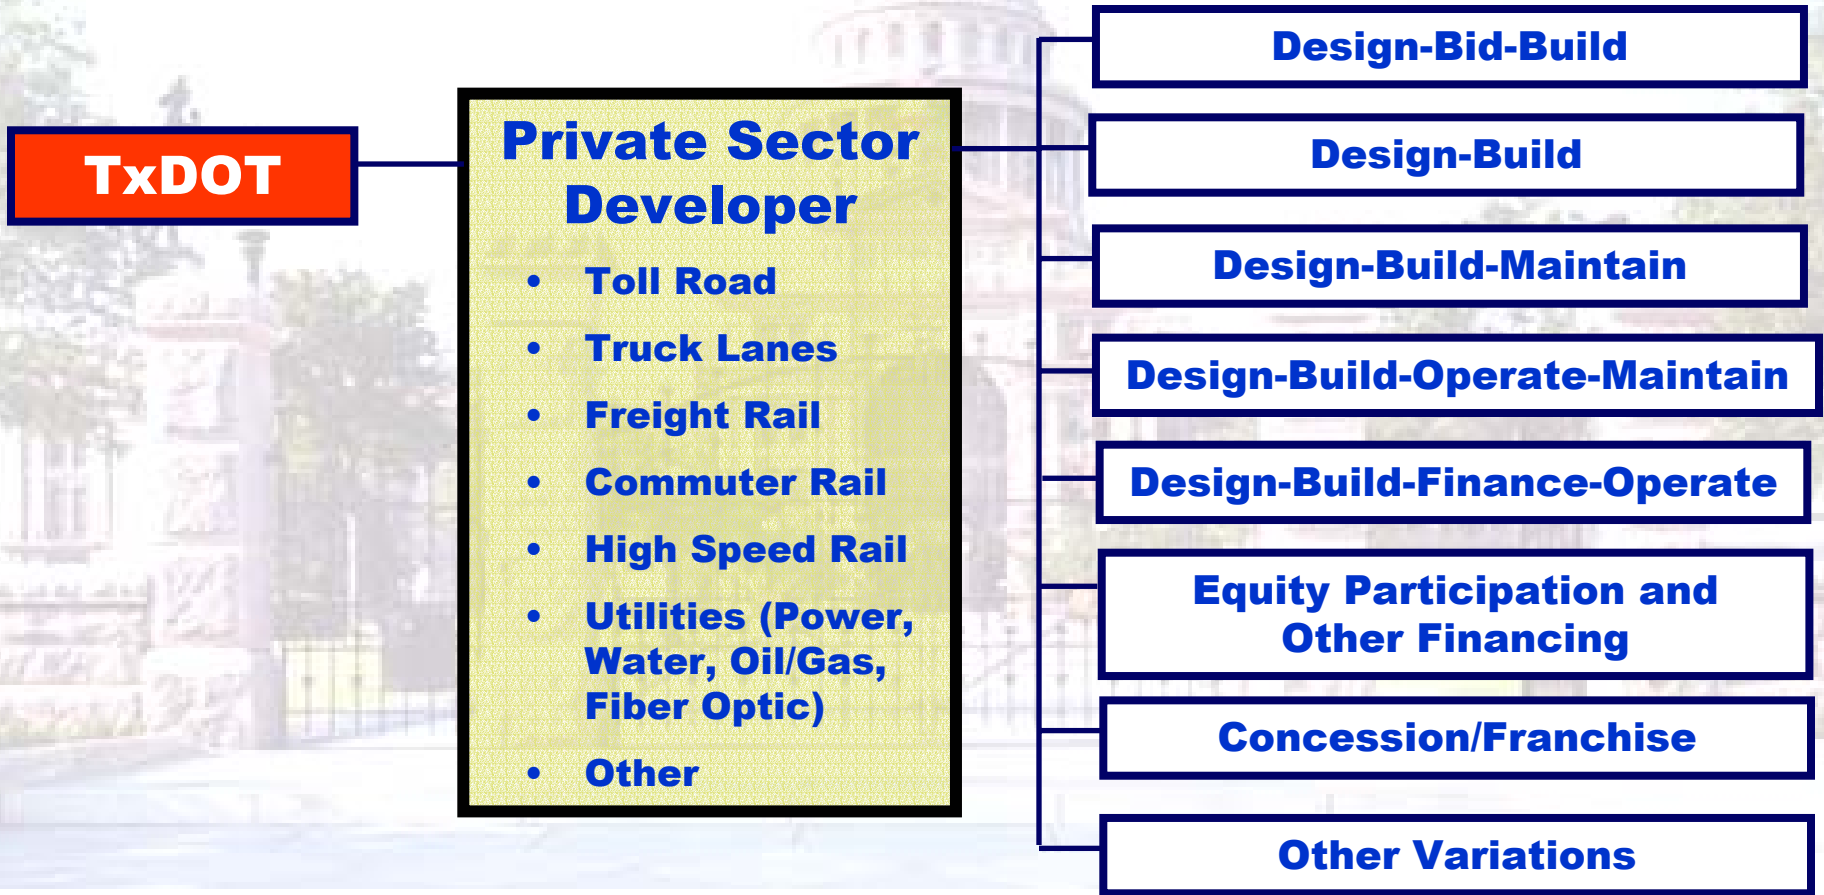 TxDOT
Private Sector
Developer
• Toll Road
• Truck Lanes
• Freight Rail
• Commuter Rail
• High Speed Rail
• Utilities (Power,
Water, Oil/Gas,
Fiber Optic)
• Other
Design-Bid-Build
Design-Build
Design-Build-Maintain
Design-Build-Operate-Maintain
Design-Build-Finance-Operate
Equity Participation and
Other Financing
Concession/Franchise
Other Variations